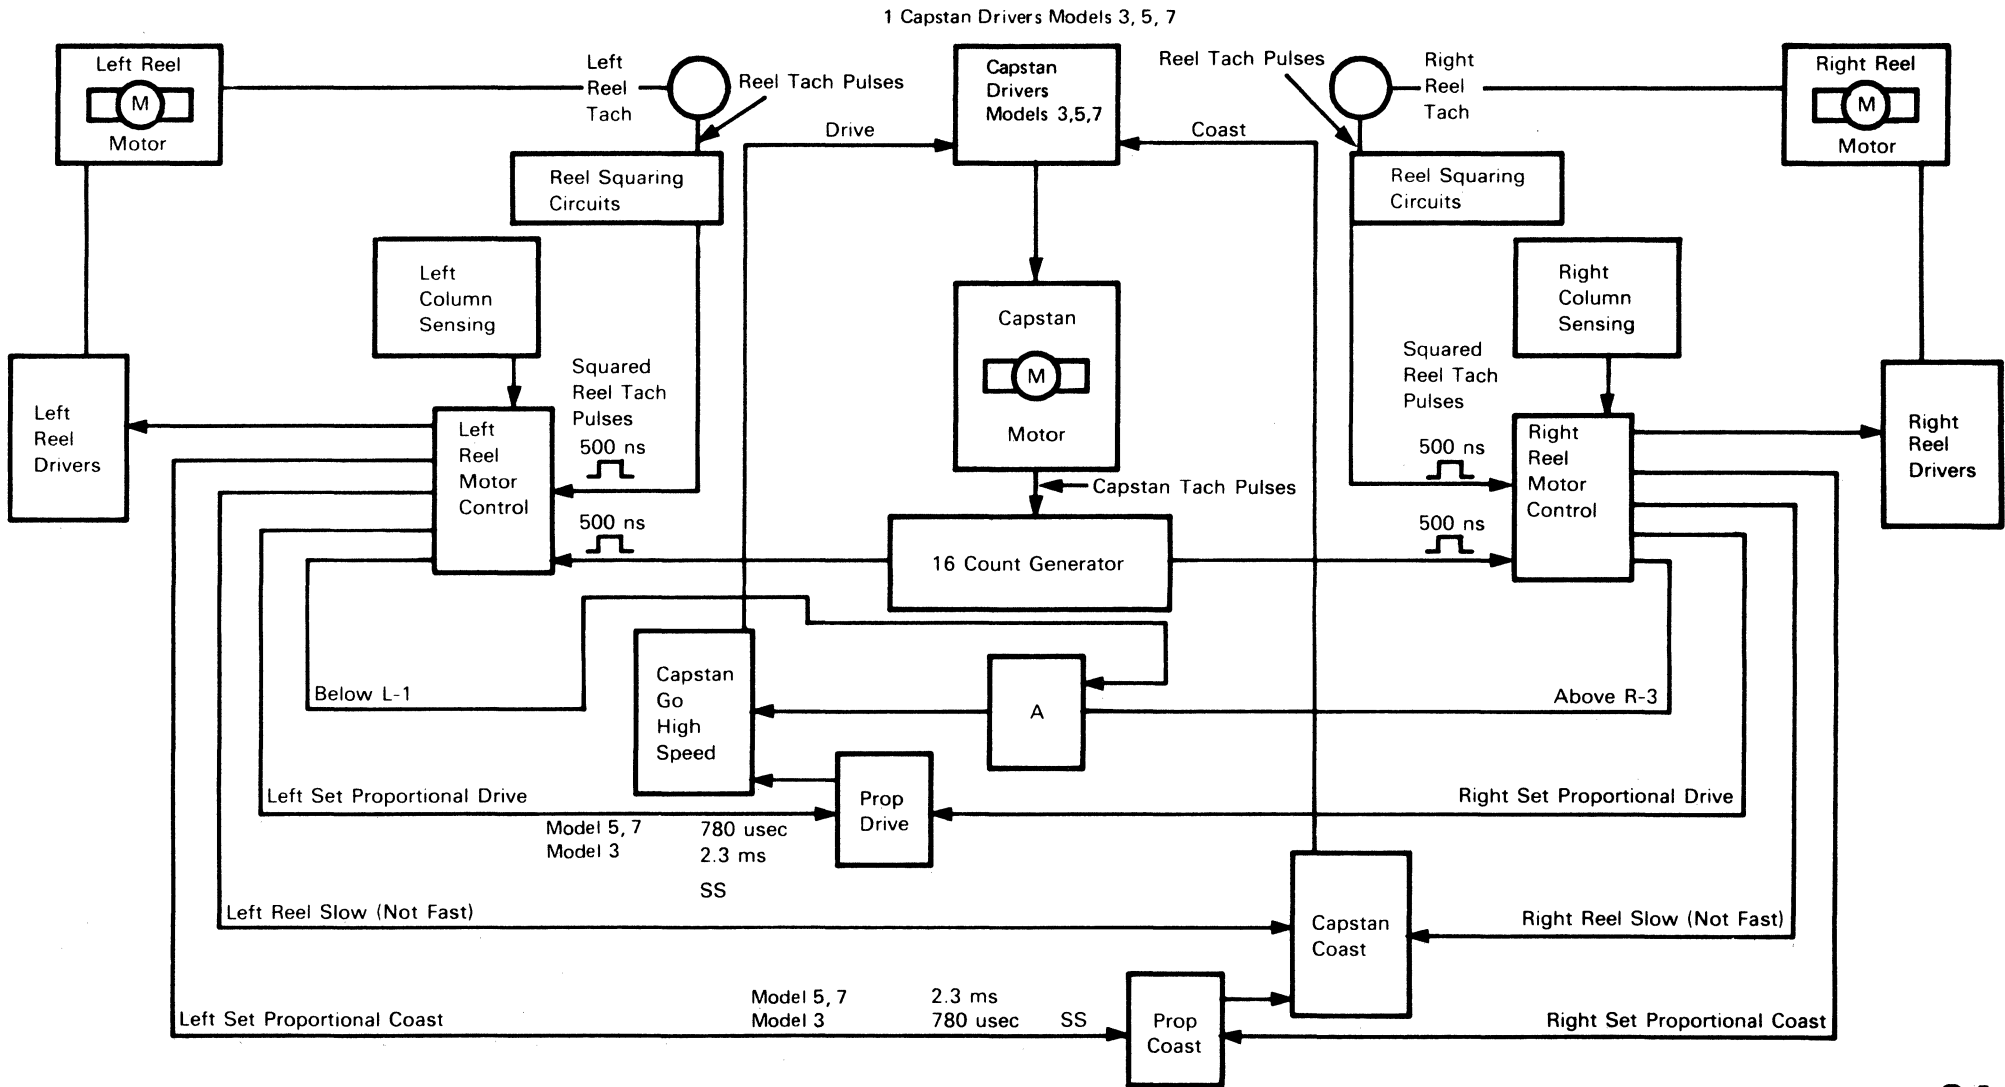 1 Capstan Drivers Models 3, 5, 7
Left Reel
M
Motor
Left
Reel
Tach
Reel Tach Pulses
Capstan
Drivers
Models 3,5,7
Reel Tach Pulses
Right
Reel
Tach
Right Reel
M
Motor
Drive
Coast
Reel Squaring
Circuits
Reel Squaring
Circuits
Left
Column
Sensing
Right
Column
Sensing
Capstan
M
Motor
Squared
Reel Tach
Pulses
500 ns
500 ns
Squared
Reel Tach
Pulses
500 ns
500 ns
Left
Reel
Drivers
Left
Reel
Motor
Control
Right
Reel
Motor
Control
Right
Reel
Drivers
Capstan Tach Pulses
16 Count Generator
Below L-1
Capstan
Go
High
Speed
A
Above R-3
Left Set Proportional Drive
Prop
Drive
Right Set Proportional Drive
Model 5, 7 780 usec
Model 3 2.3 ms
SS
Left Reel Slow (Not Fast)
Capstan
Coast
Right Reel Slow (Not Fast)
Model 5, 7 2.3 ms
Model 3 780 usec SS
Left Set Proportional Coast
Prop
Coast
Right Set Proportional Coast